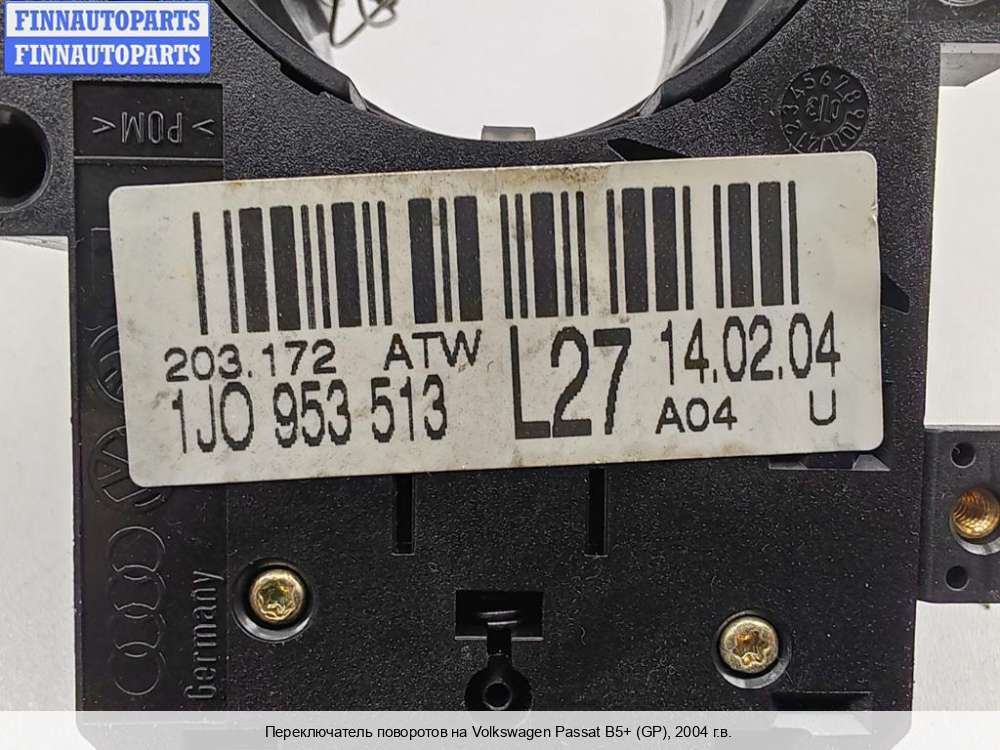 FINNAUTOPARTS
FINNAUTOPARTS
> POM <
203.172 ATW
1J0 953 513
L27
14.02.04
A04 U
Germany
Переключатель поворотов на Volkswagen Passat B5+ (GP), 2004 г.в.